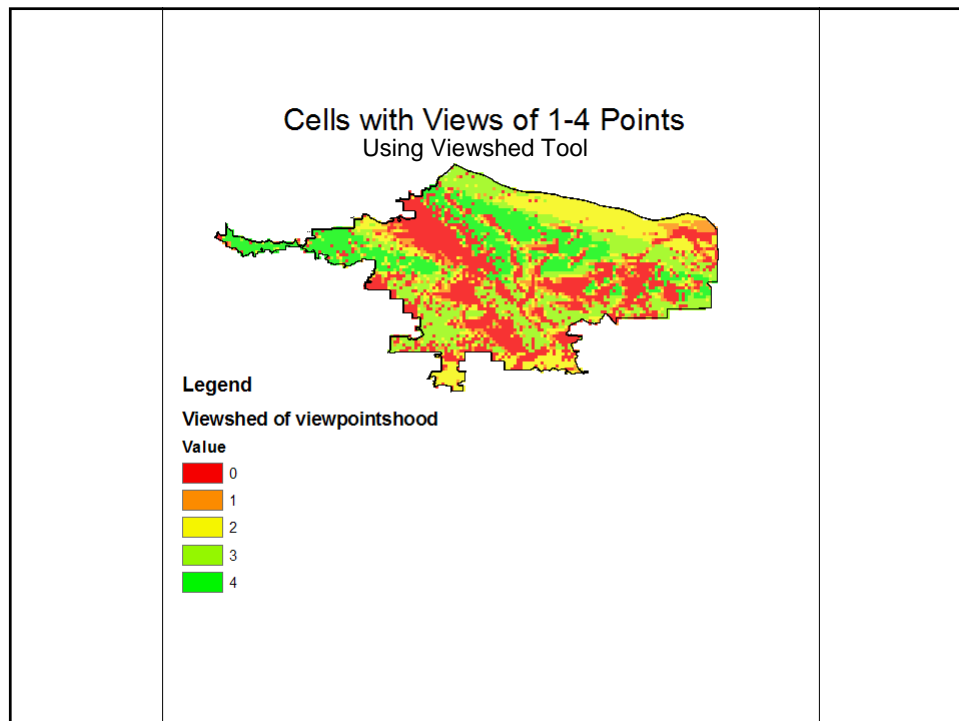 Cells with Views of 1-4 Points
Using Viewshed Tool
Legend
Viewshed of viewpointshood
Value
0
1
2
3
4